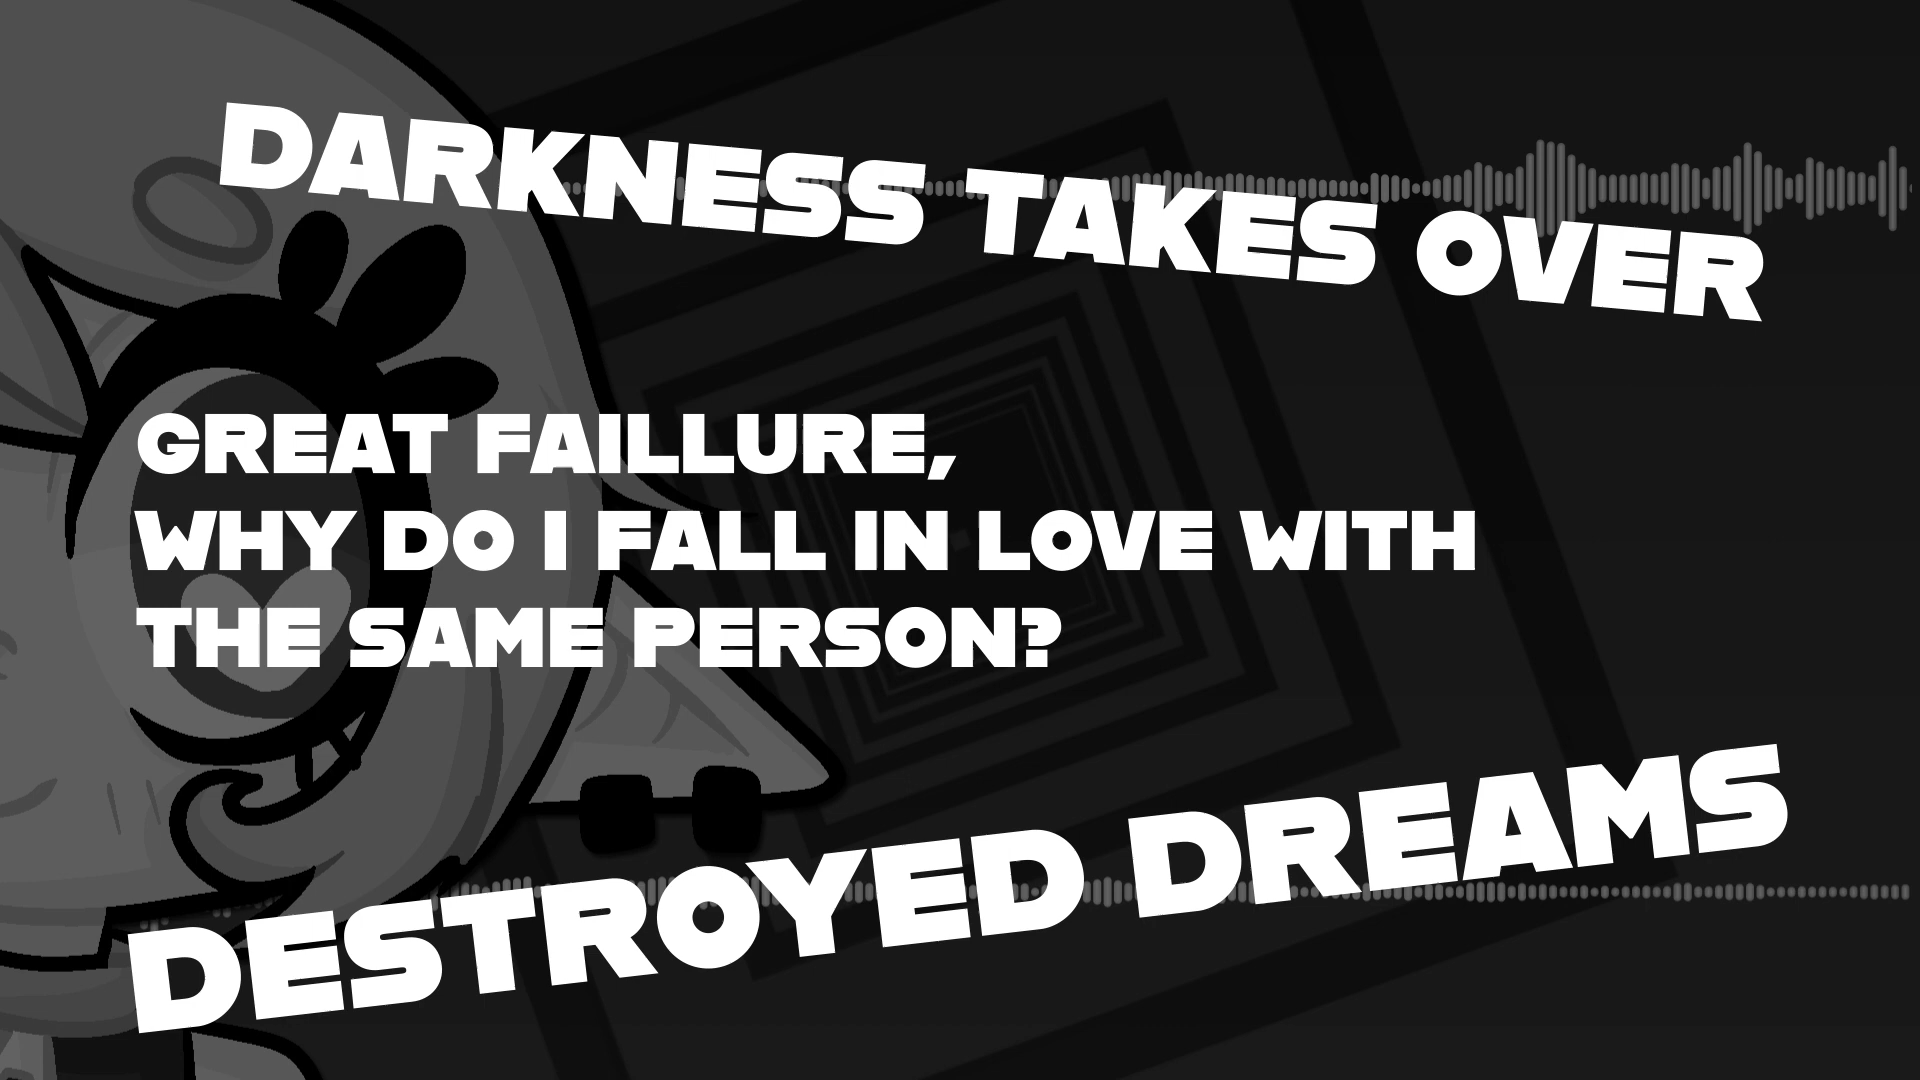 DARKNESS TAKES OVER
GREAT FAILLURE,
WHY DO I FALL IN LOVE WITH
THE SAME PERSON?
DESTROYED DREAMS